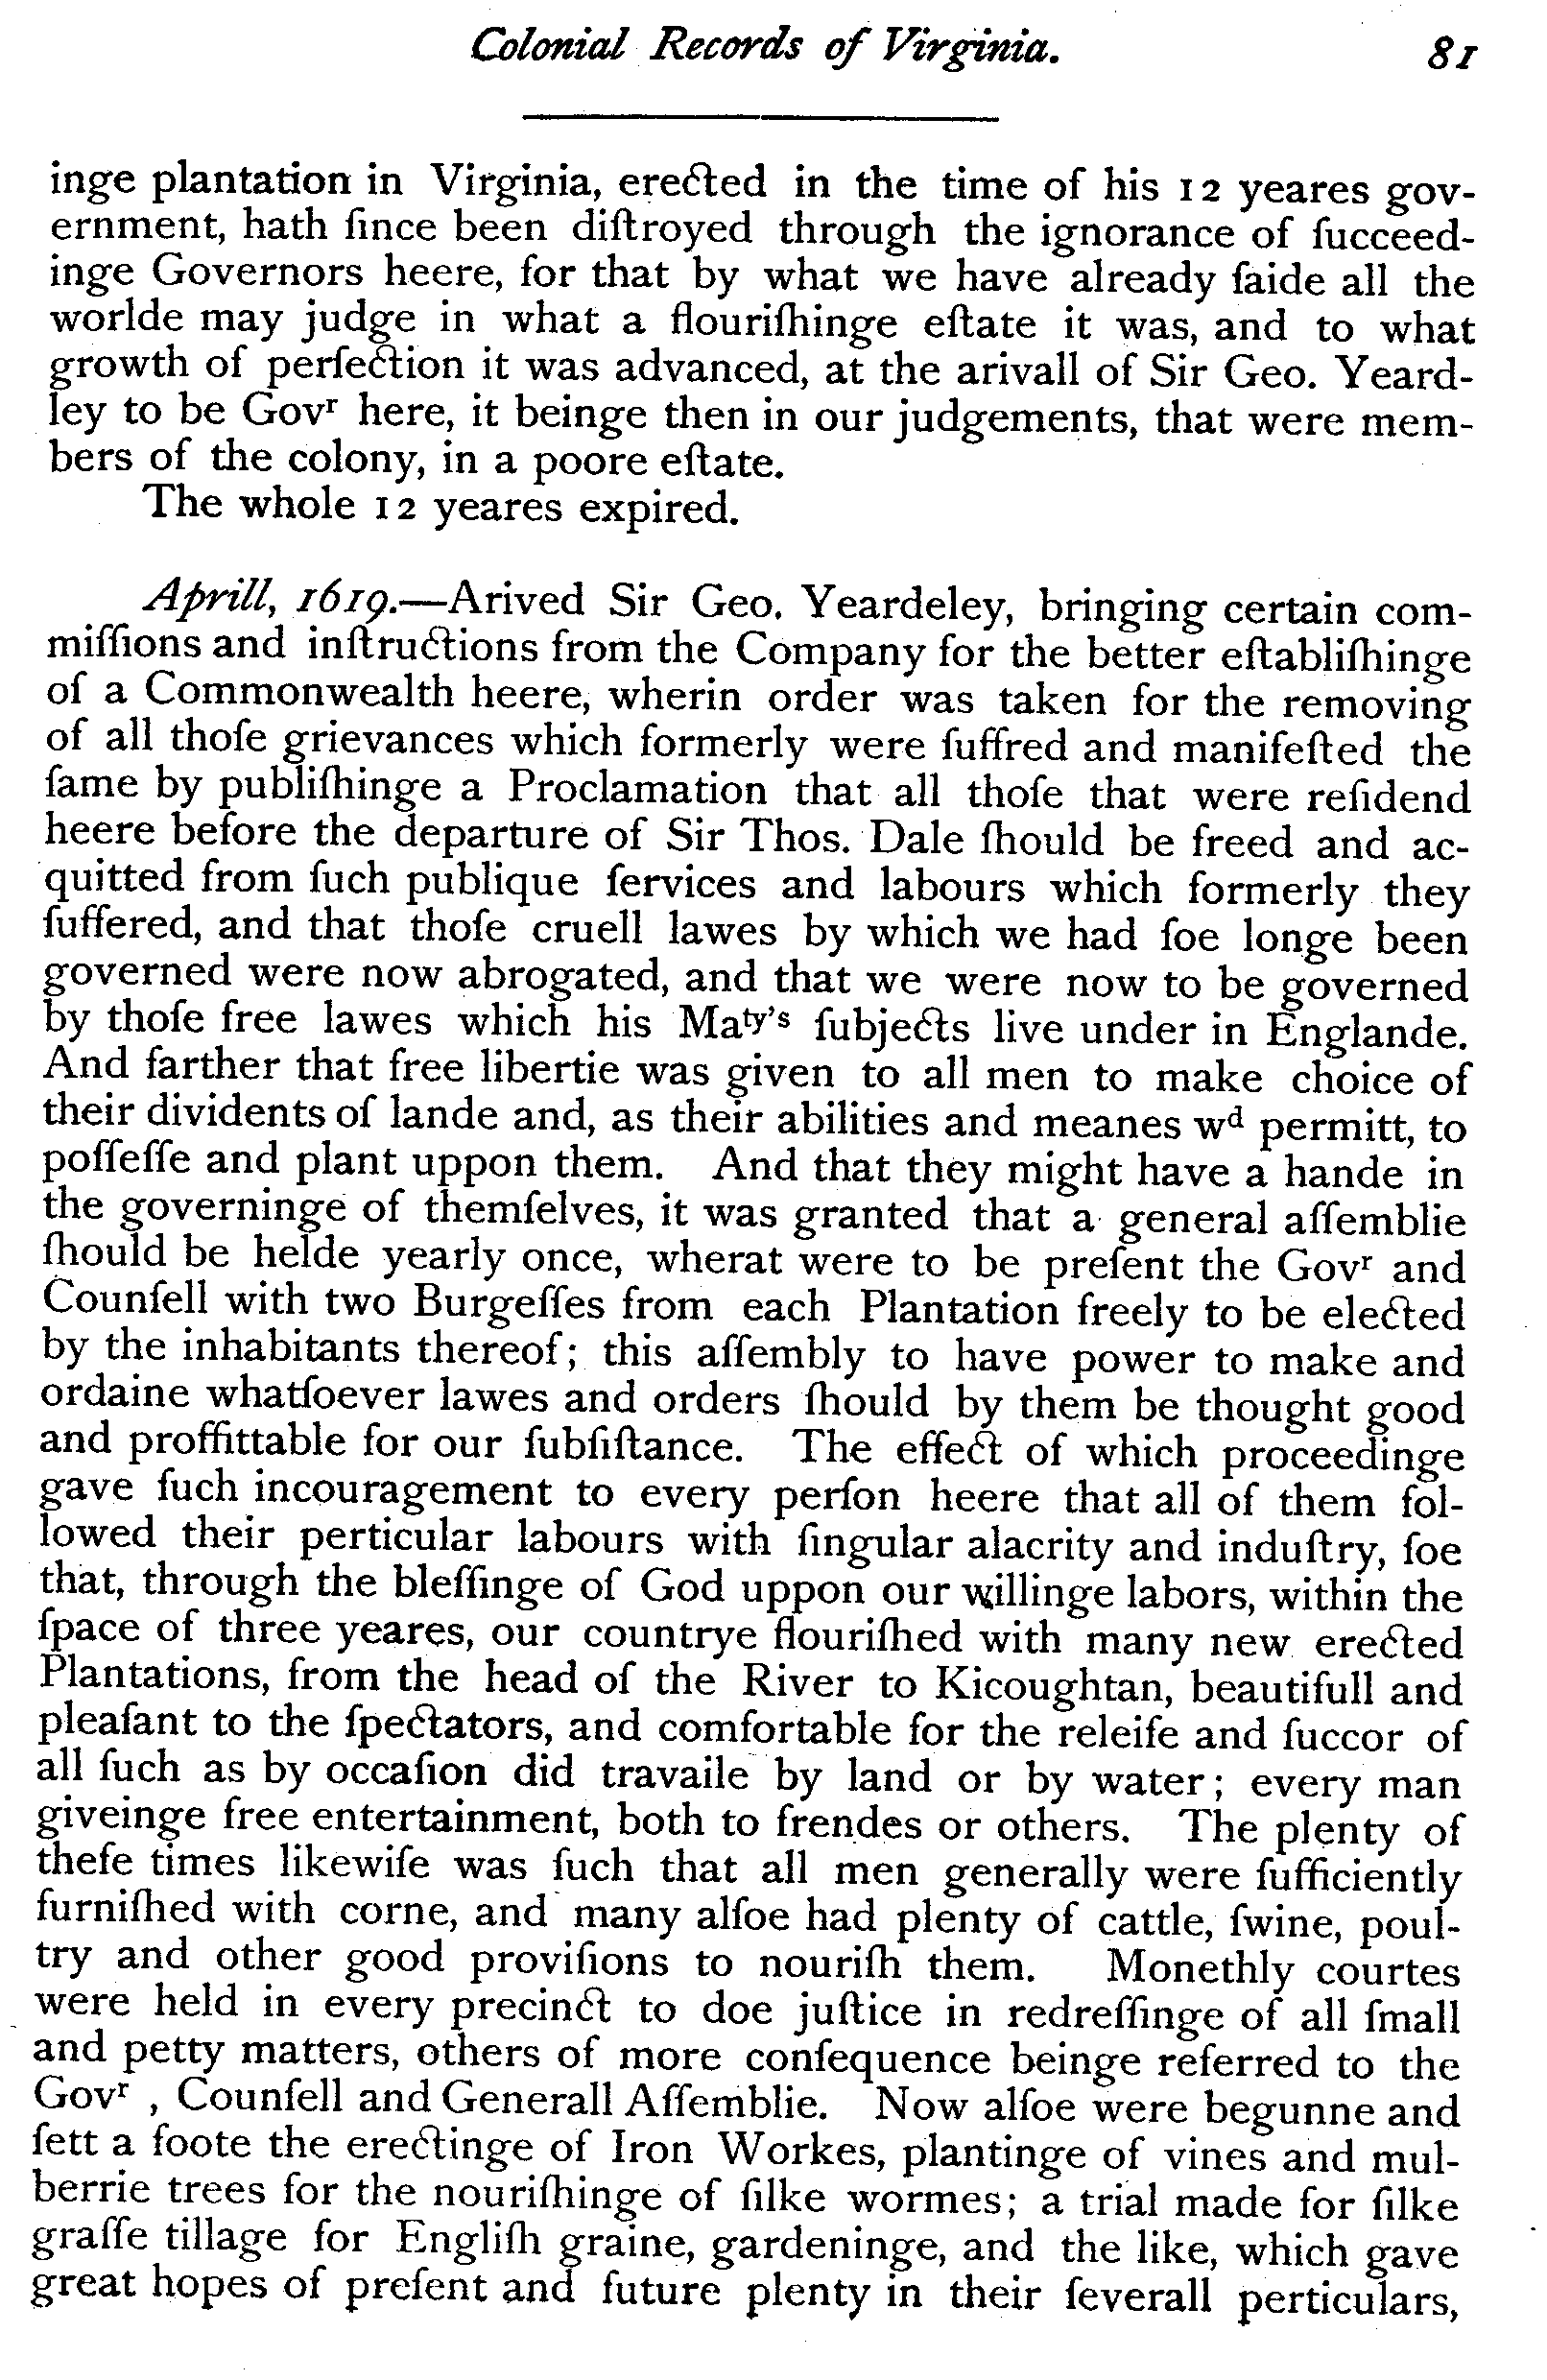 Colonial Records of Virginia. 81
inge plantation in Virginia, erected in the time of his 12 yeares gov-
ernment, hath ſince been diſtroyed through the ignorance of ſucceed-
inge Governors heere, for that by what we have already ſaide all the
worlde may judge in what a flouriſhinge eſtate it was, and to what
growth of perfection it was advanced, at the arivall of Sir Geo. Yeard-
ley to be Govʳ here, it beinge then in our judgements, that were mem-
bers of the colony, in a poore eſtate.
The whole 12 yeares expired.
Aprill, 1619.—Arived Sir Geo. Yeardeley, bringing certain com-
miſſions and inſtructions from the Company for the better eſtabliſhinge
of a Commonwealth heere, wherin order was taken for the removing
of all thoſe grievances which formerly were ſuffred and manifeſted the
ſame by publiſhinge a Proclamation that all thoſe that were reſidend
heere before the departure of Sir Thos. Dale ſhould be freed and ac-
quitted from ſuch publique ſervices and labours which formerly they
ſuffered, and that thoſe cruell lawes by which we had ſoe longe been
governed were now abrogated, and that we were now to be governed
by thoſe free lawes which his Maᵗʸ'ˢ ſubjects live under in Englande.
And farther that free libertie was given to all men to make choice of
their dividents of lande and, as their abilities and meanes wᵈ permitt, to
poſſeſſe and plant uppon them. And that they might have a hande in
the governinge of themſelves, it was granted that a general aſſemblie
ſhould be helde yearly once, wherat were to be preſent the Govʳ and
Counſell with two Burgeſſes from each Plantation freely to be elected
by the inhabitants thereof; this aſſembly to have power to make and
ordaine whatſoever lawes and orders ſhould by them be thought good
and proffittable for our ſubſiſtance. The effect of which proceedinge
gave ſuch incouragement to every perſon heere that all of them fol-
lowed their perticular labours with ſingular alacrity and induſtry, ſoe
that, through the bleſſinge of God uppon our willinge labors, within the
ſpace of three yeares, our countrye flouriſhed with many new erected
Plantations, from the head of the River to Kicoughtan, beautifull and
pleaſant to the ſpectators, and comfortable for the releife and ſuccor of
all ſuch as by occaſion did travaile by land or by water; every man
giveinge free entertainment, both to frendes or others. The plenty of
theſe times likewiſe was ſuch that all men generally were ſufficiently
furniſhed with corne, and many alſoe had plenty of cattle, ſwine, poul-
try and other good proviſions to nouriſh them. Monethly courtes
were held in every precinct to doe juſtice in redreſſinge of all ſmall
and petty matters, others of more conſequence beinge referred to the
Govʳ , Counſell and Generall Aſſemblie. Now alſoe were begunne and
ſett a foote the erectinge of Iron Workes, plantinge of vines and mul-
berrie trees for the nouriſhinge of ſilke wormes; a trial made for ſilke
graſſe tillage for Engliſh graine, gardeninge, and the like, which gave
great hopes of preſent and future plenty in their ſeverall perticulars,